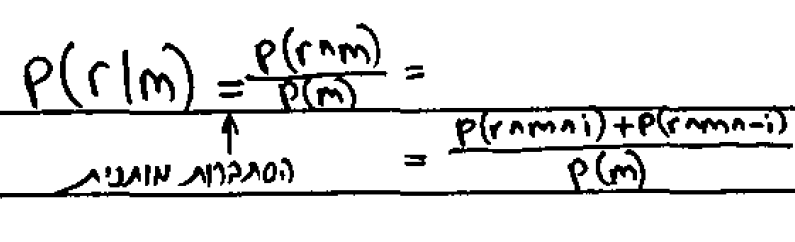 P(r|m) = P(r∧m) / P(m) =
= P(r∧m∧i)+P(r∧m∧¬i) / P(m)
הסתברות מותנית